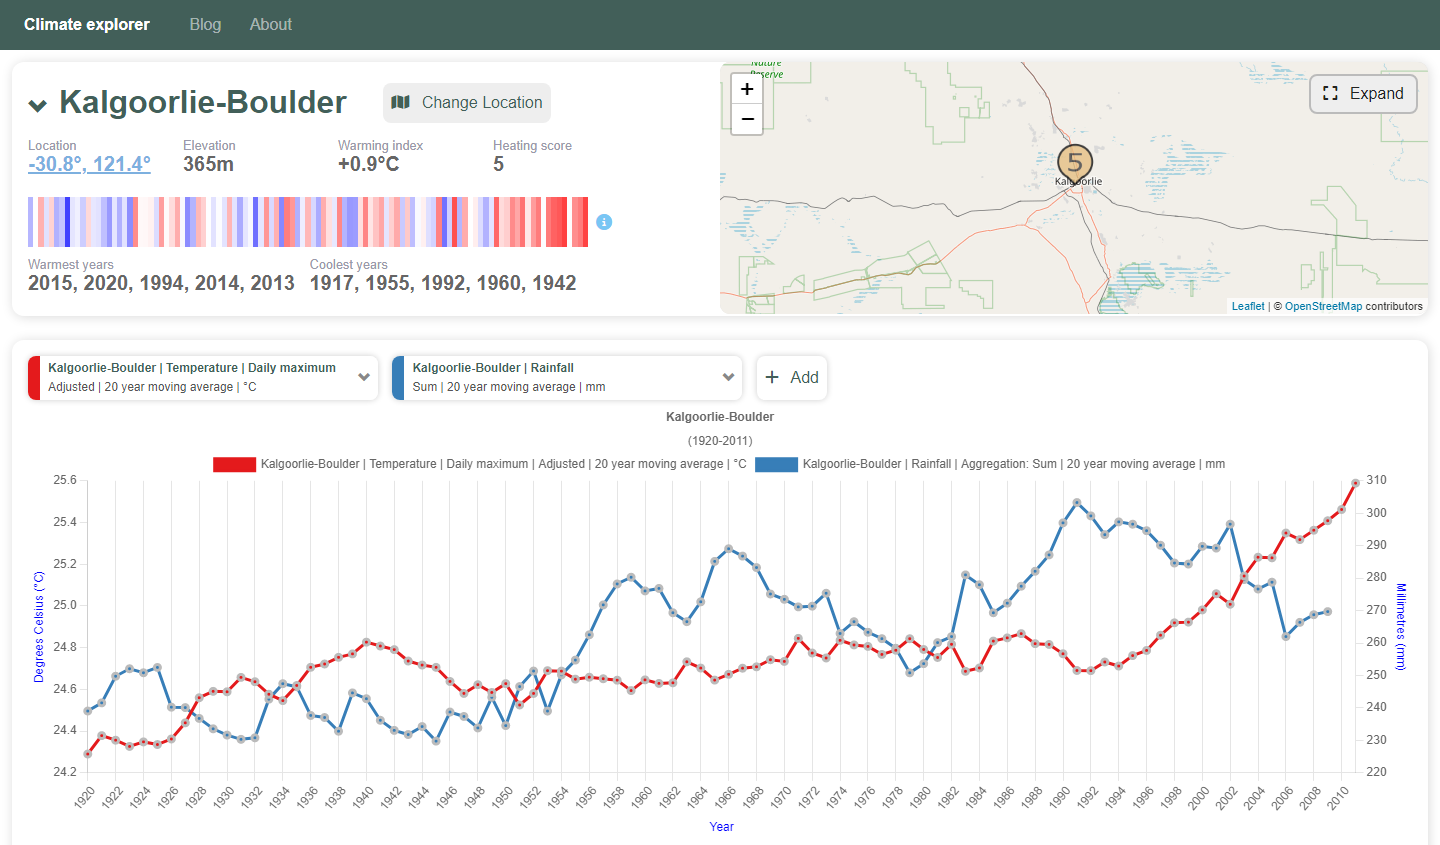 Climate explorer Blog About
Kalgoorlie-Boulder Change Location
Location Elevation Warming index Heating score
-30.8°, 121.4° 365m +0.9°C 5
Warmest years Coolest years
2015, 2020, 1994, 2014, 2013 1917, 1955, 1992, 1960, 1942
Nature
Reserve
+
−
Expand
5
Kalgoorlie
Leaflet | © OpenStreetMap contributors
Kalgoorlie-Boulder | Temperature | Daily maximum
Adjusted | 20 year moving average | °C
Kalgoorlie-Boulder | Rainfall
Sum | 20 year moving average | mm
+ Add
Kalgoorlie-Boulder
(1920-2011)
Kalgoorlie-Boulder | Temperature | Daily maximum | Adjusted | 20 year moving average | °C
Kalgoorlie-Boulder | Rainfall | Aggregation: Sum | 20 year moving average | mm
Degrees Celsius (°C)
25.6
25.4
25.2
25.0
24.8
24.6
24.4
24.2
310
300
290
280
270
260
250
240
230
220
Millimetres (mm)
1920 1922 1924 1926 1928 1930 1932 1934 1936 1938 1940 1942 1944 1946 1948 1950 1952 1954 1956 1958 1960 1962 1964 1966 1968 1970 1972 1974 1976 1978 1980 1982 1984 1986 1988 1990 1992 1994 1996 1998 2000 2002 2004 2006 2008 2010
Year